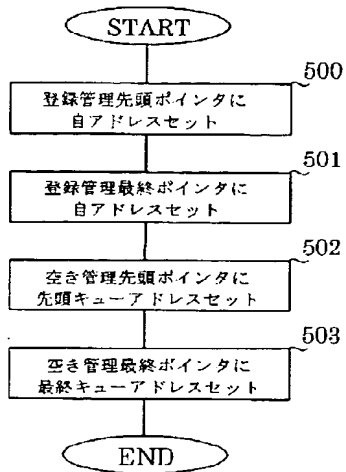 START
500
登録管理先頭ポインタに
自アドレスセット
501
登録管理最終ポインタに
自アドレスセット
502
空き管理先頭ポインタに
先頭キューアドレスセット
503
空き管理最終ポインタに
最終キューアドレスセット
END